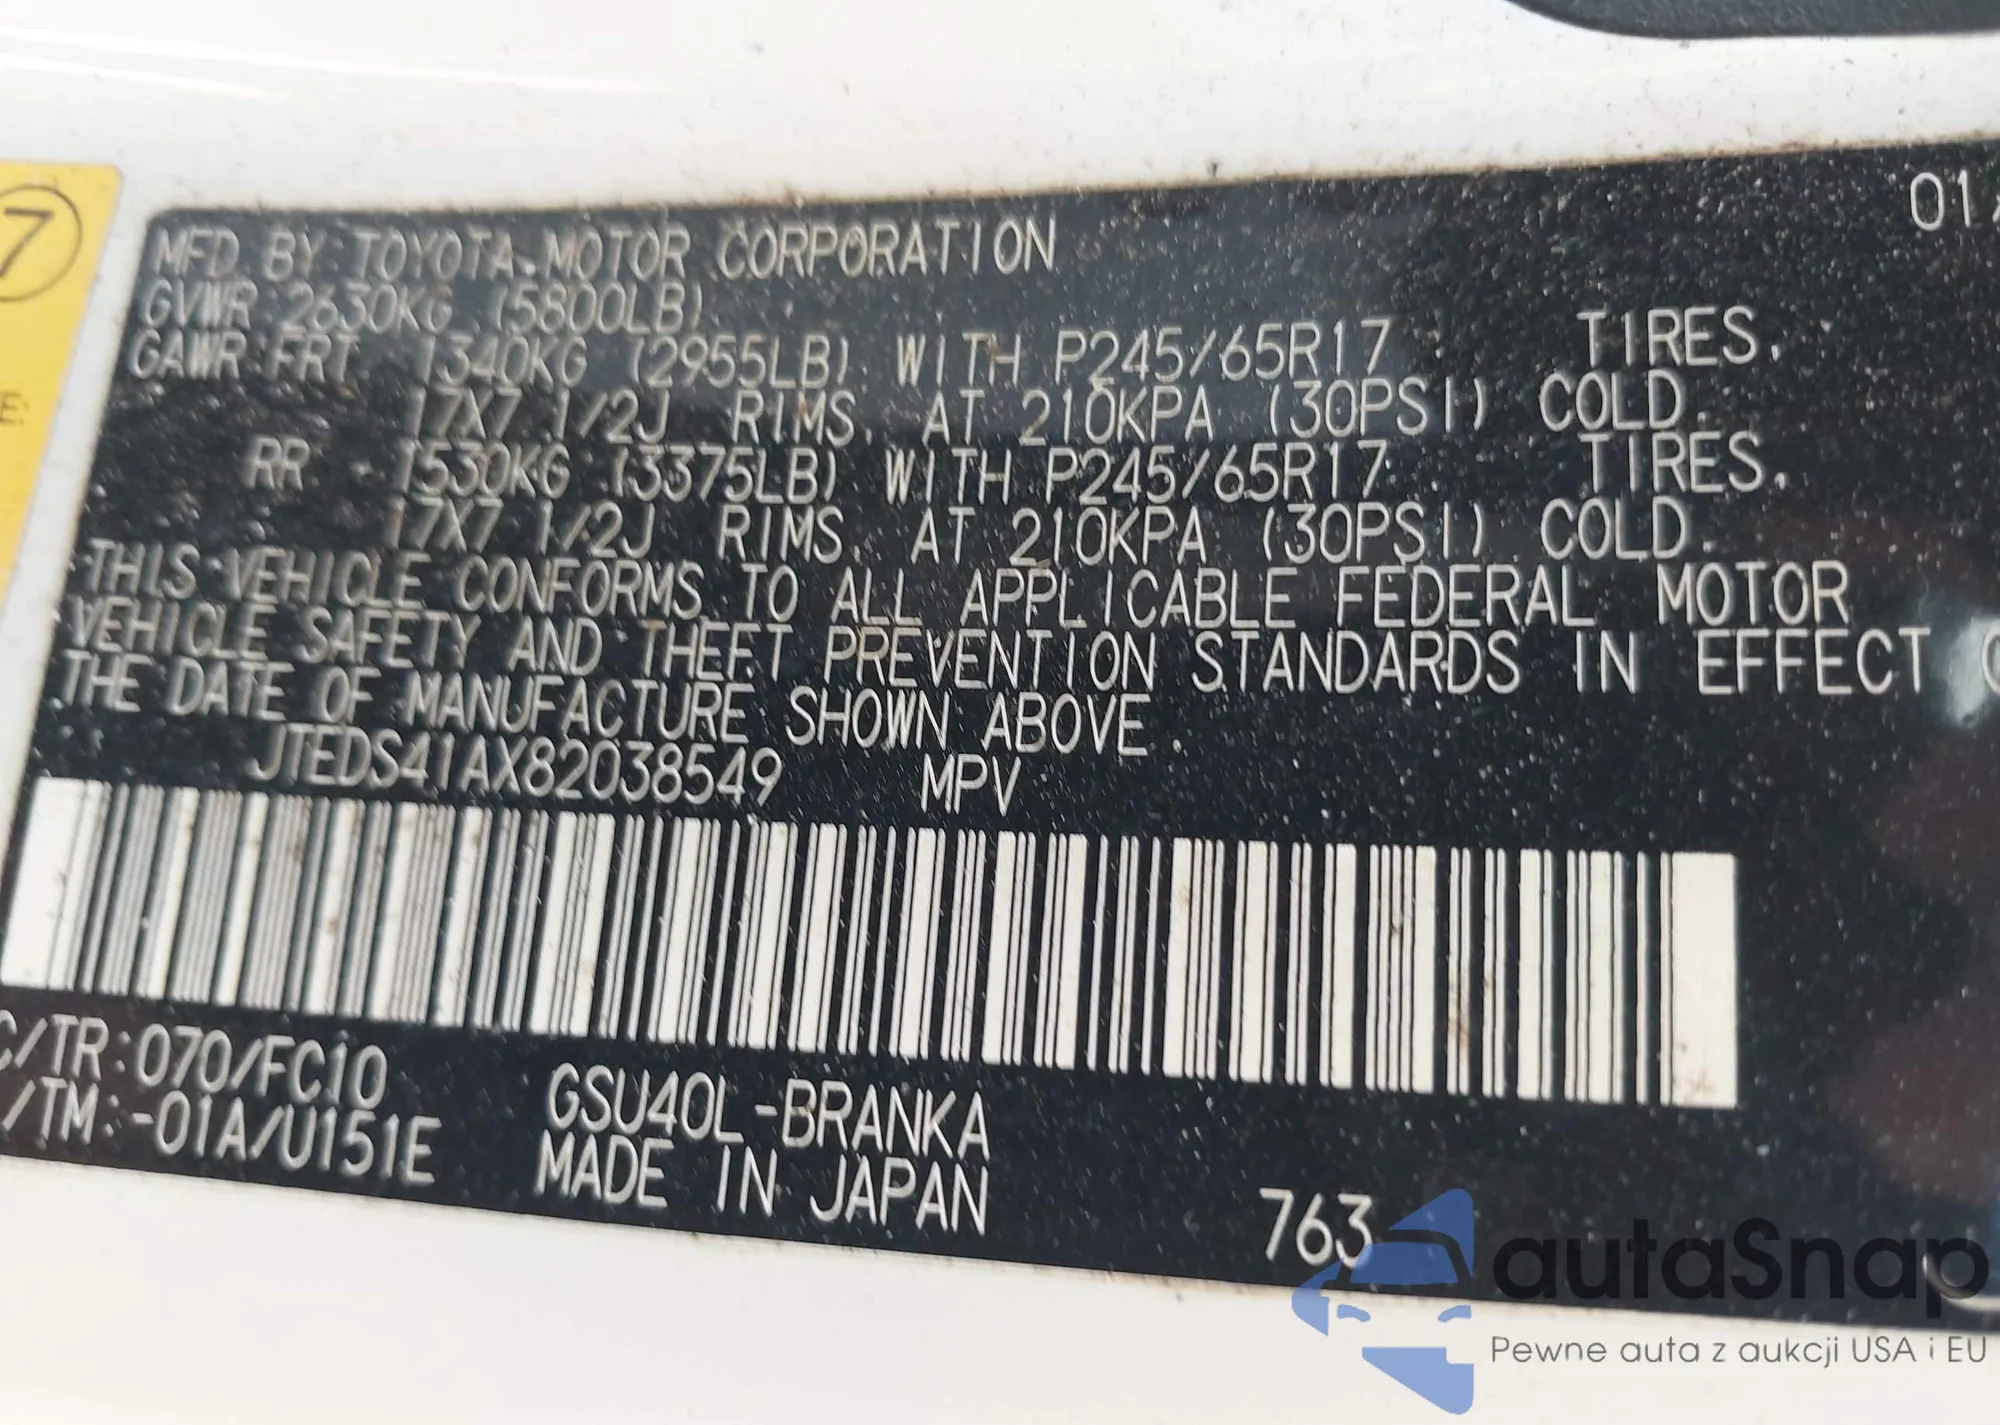 7
E:
01
MFD. BY TOYOTA MOTOR CORPORATION
GVWR 2630KG (5800LB)
GAWR FRT 1340KG (2955LB) WITH P245/65R17 TIRES,
17X7 1/2J RIMS, AT 210KPA (30PSI) COLD.
RR 1530KG (3375LB) WITH P245/65R17 TIRES,
17X7 1/2J RIMS, AT 210KPA (30PSI) COLD.
THIS VEHICLE CONFORMS TO ALL APPLICABLE FEDERAL MOTOR
VEHICLE SAFETY AND THEFT PREVENTION STANDARDS IN EFFECT
THE DATE OF MANUFACTURE SHOWN ABOVE.
JTEDS41AX82038549 MPV
C/TR:070/FC10
/TM:-01A/U151E
GSU40L-BRANKA
MADE IN JAPAN
763
autaSnap
Pewne auta z aukcji USA i EU